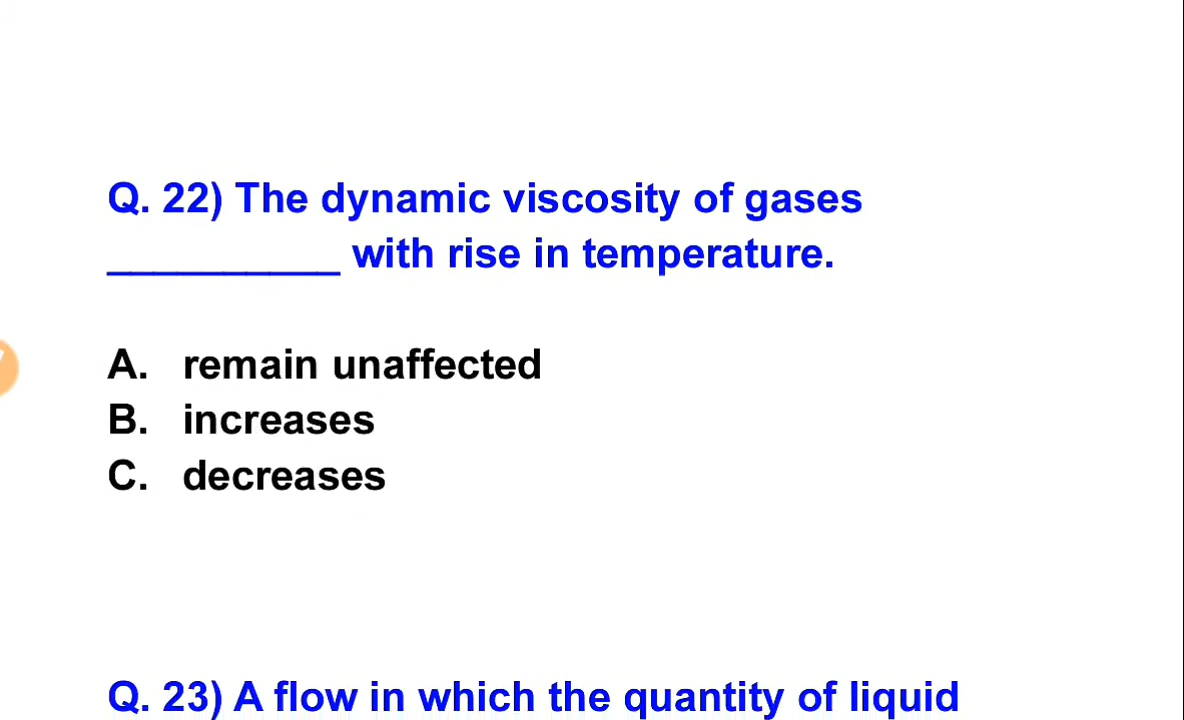 Q. 22) The dynamic viscosity of gases
__________ with rise in temperature.
A. remain unaffected
B. increases
C. decreases
Q. 23) A flow in which the quantity of liquid